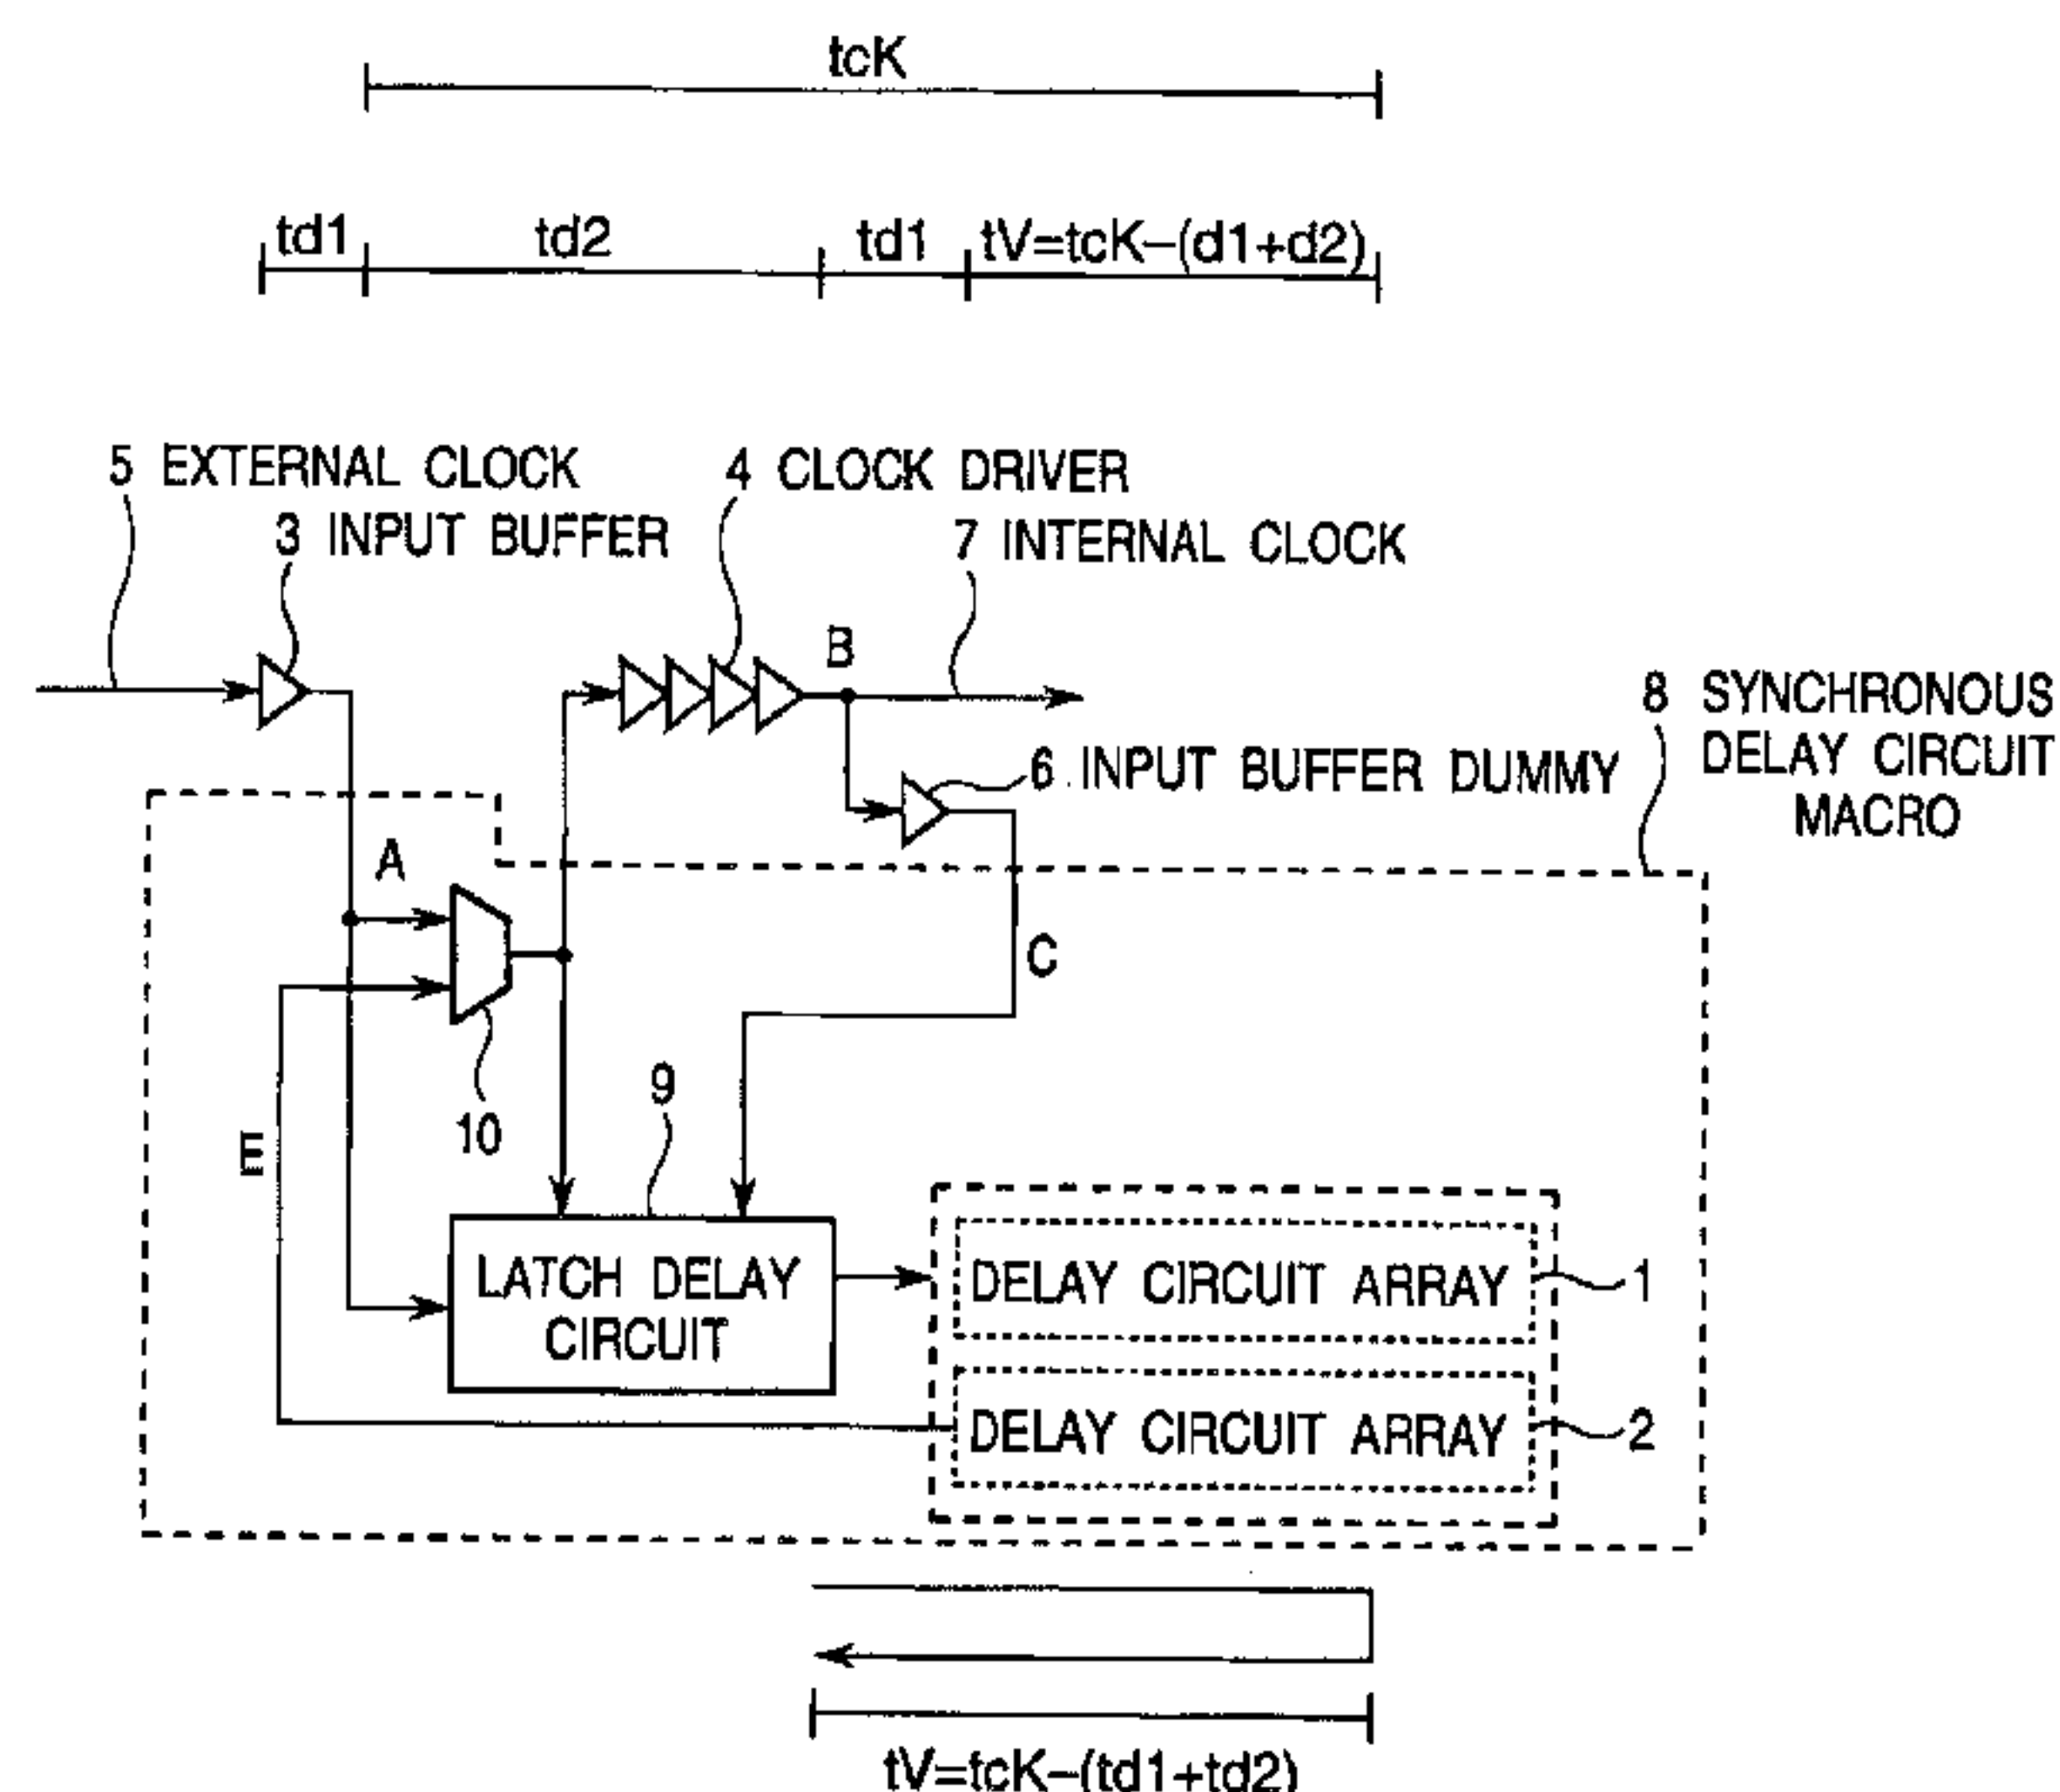 tcK
td1 td2 td1 tV=tcK-(d1+d2)
5 EXTERNAL CLOCK
4 CLOCK DRIVER
3 INPUT BUFFER
7 INTERNAL CLOCK
B
8 SYNCHRONOUS
DELAY CIRCUIT
MACRO
6 INPUT BUFFER DUMMY
A
C
9
10
E
LATCH DELAY
CIRCUIT
DELAY CIRCUIT ARRAY 1
DELAY CIRCUIT ARRAY 2
tV=tcK-(td1+td2)